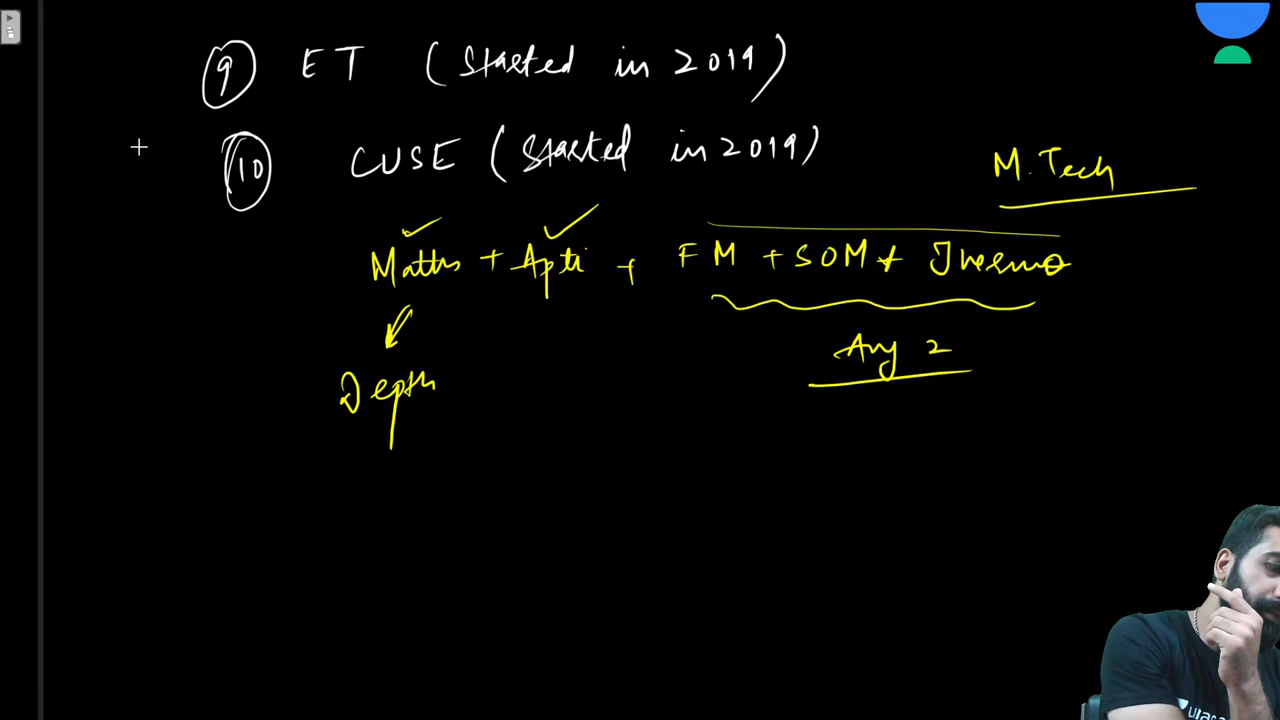 9 ET (Started in 2019)
10 CUSE (Started in 2019)
M.Tech
Maths + Apti + FM + SOM + Thermo
Any 2
Depth